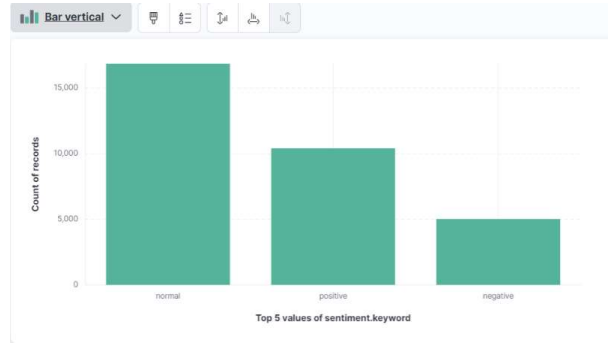 Bar vertical
15,000
10,000
5,000
0
Count of records
normal positive negative
Top 5 values of sentiment.keyword